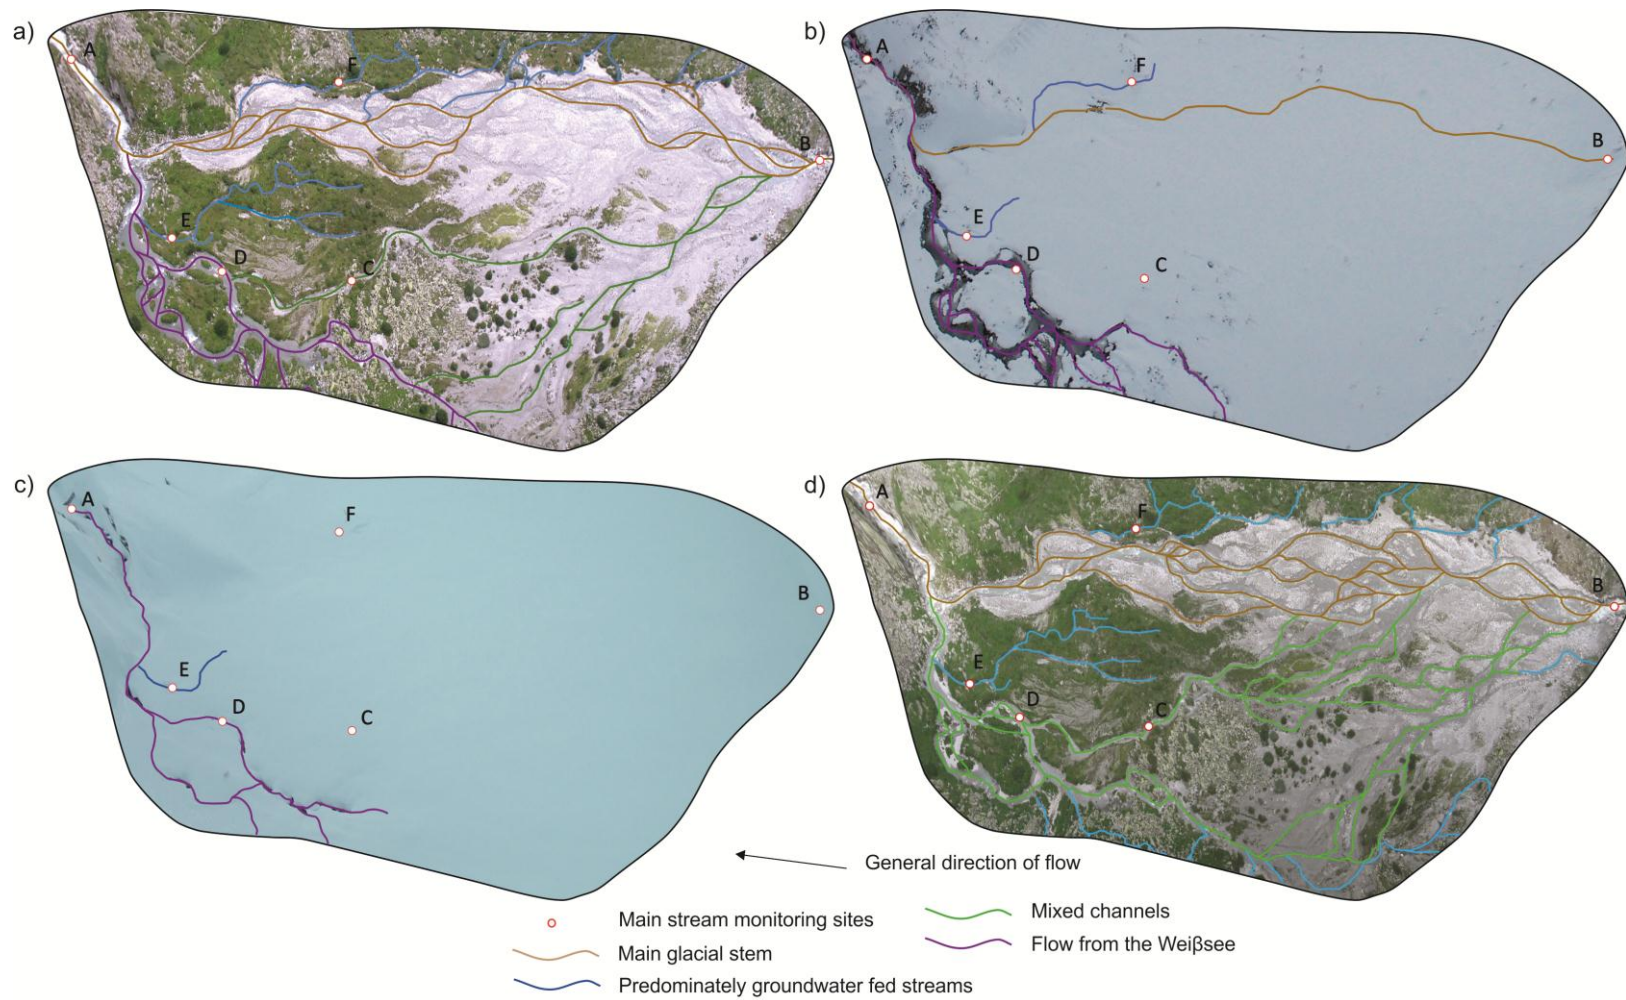 a)
A
F
B
E
D
C
b)
A
F
B
E
D
C
c)
A
F
B
E
D
C
d)
A
F
B
E
D
C
General direction of flow
Main stream monitoring sites
Main glacial stem
Predominately groundwater fed streams
Mixed channels
Flow from the Weiβsee